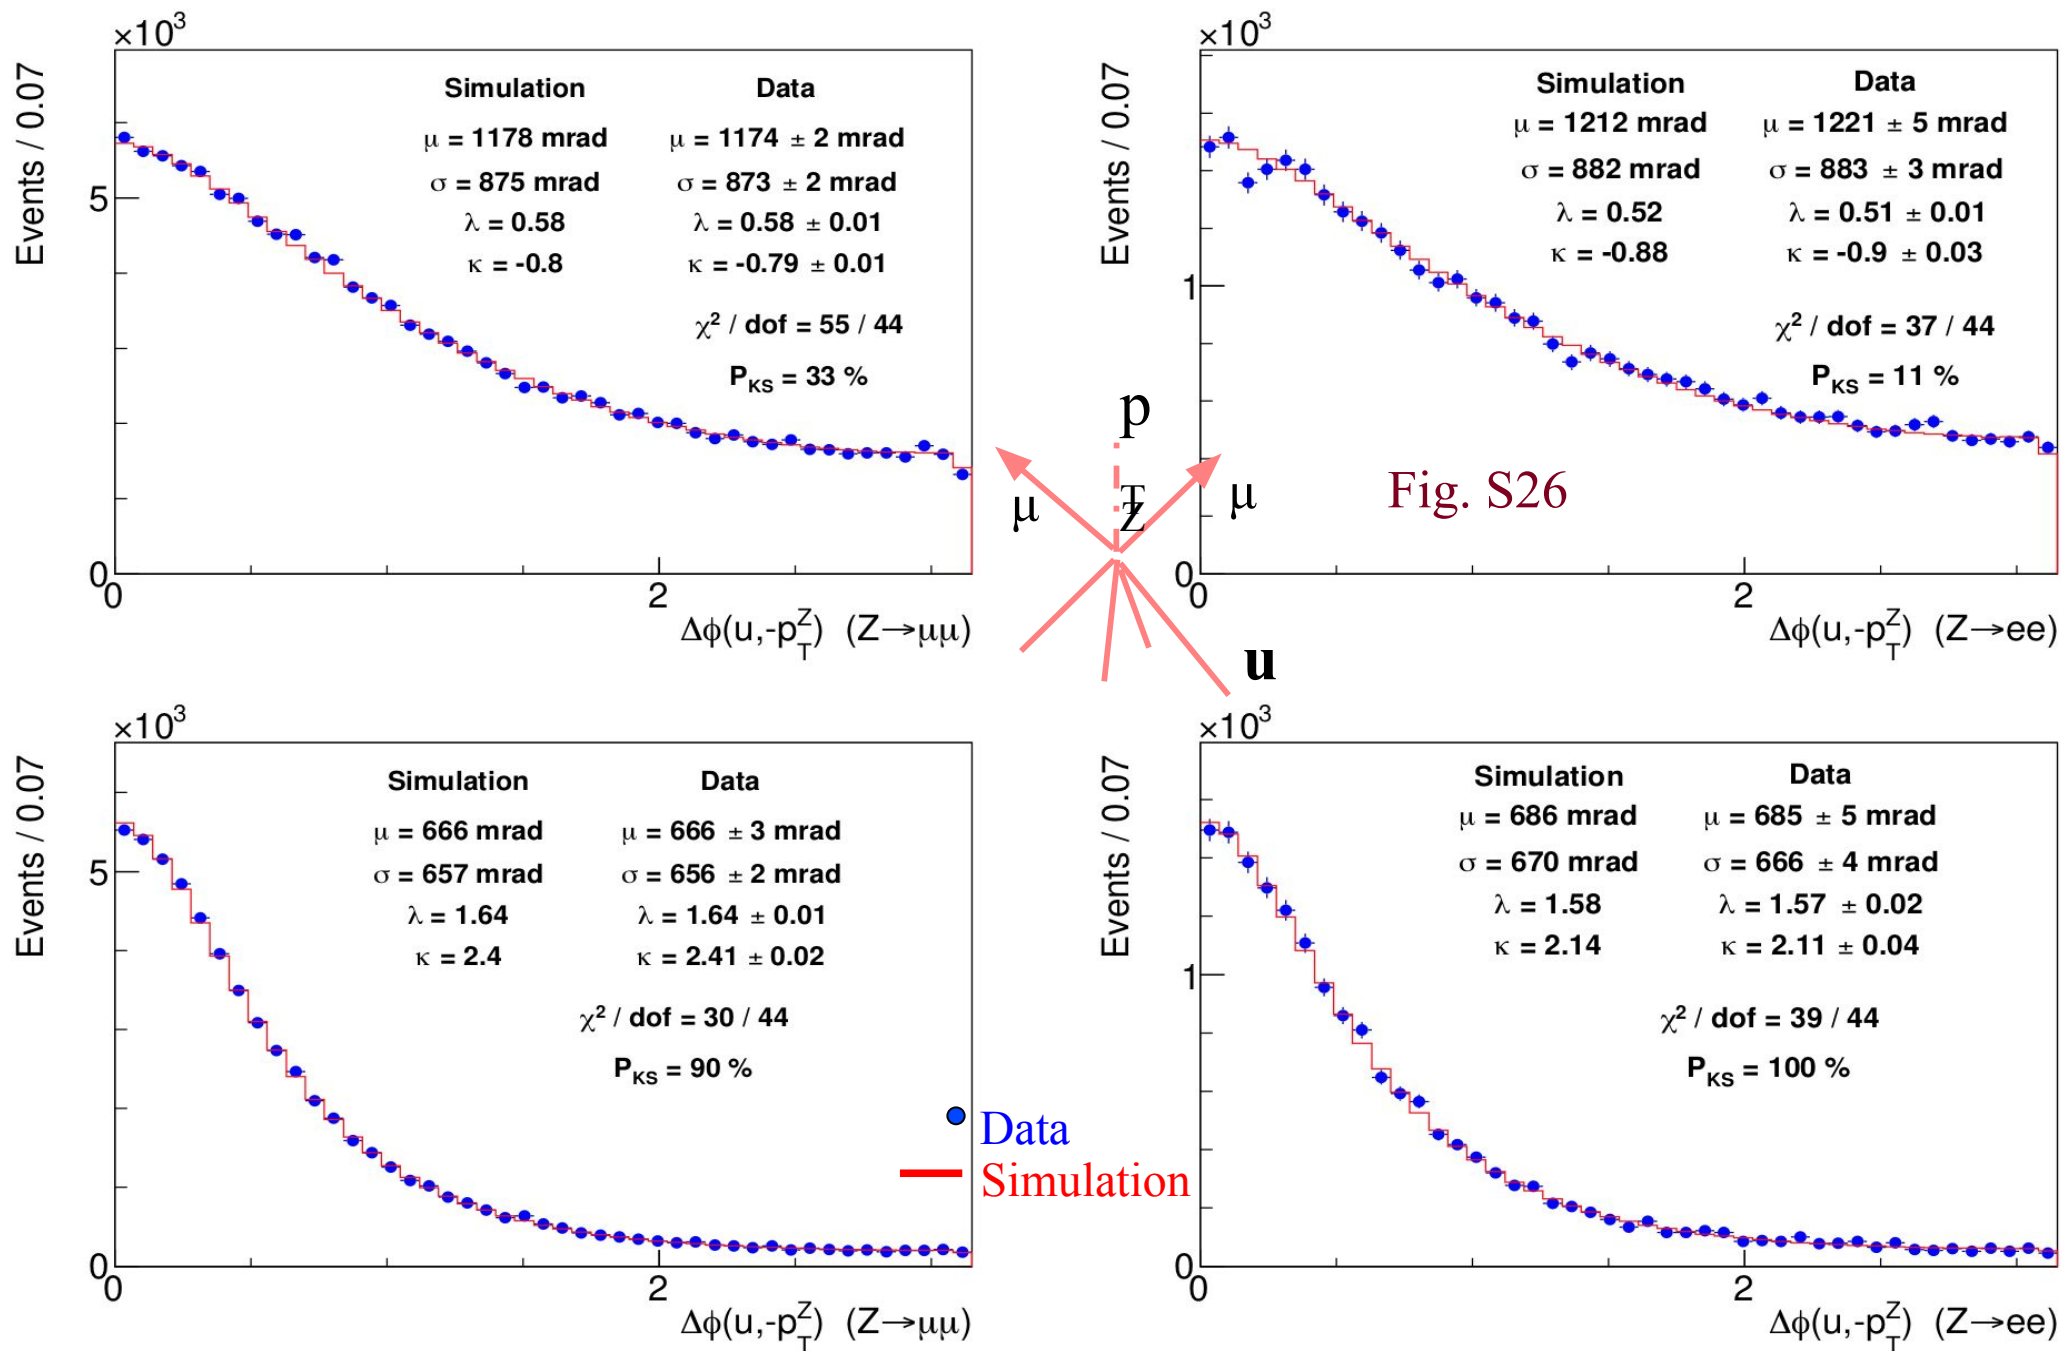 ×10³
Events / 0.07
Simulation Data
μ = 1178 mrad μ = 1174 ± 2 mrad
σ = 875 mrad σ = 873 ± 2 mrad
λ = 0.58 λ = 0.58 ± 0.01
κ = -0.8 κ = -0.79 ± 0.01
χ² / dof = 55 / 44
P_KS = 33 %
5
0
0 2
Δϕ(u,-p_T^Z) (Z→μμ)
×10³
Events / 0.07
Simulation Data
μ = 1212 mrad μ = 1221 ± 5 mrad
σ = 882 mrad σ = 883 ± 3 mrad
λ = 0.52 λ = 0.51 ± 0.01
κ = -0.88 κ = -0.9 ± 0.03
χ² / dof = 37 / 44
P_KS = 11 %
1
0
0 2
Δϕ(u,-p_T^Z) (Z→ee)
Fig. S26
p
T
Z
μ μ
u
×10³
Events / 0.07
Simulation Data
μ = 666 mrad μ = 666 ± 3 mrad
σ = 657 mrad σ = 656 ± 2 mrad
λ = 1.64 λ = 1.64 ± 0.01
κ = 2.4 κ = 2.41 ± 0.02
χ² / dof = 30 / 44
P_KS = 90 %
5
0
0 2
Δϕ(u,-p_T^Z) (Z→μμ)
Data
Simulation
×10³
Events / 0.07
Simulation Data
μ = 686 mrad μ = 685 ± 5 mrad
σ = 670 mrad σ = 666 ± 4 mrad
λ = 1.58 λ = 1.57 ± 0.02
κ = 2.14 κ = 2.11 ± 0.04
χ² / dof = 39 / 44
P_KS = 100 %
1
0
0 2
Δϕ(u,-p_T^Z) (Z→ee)